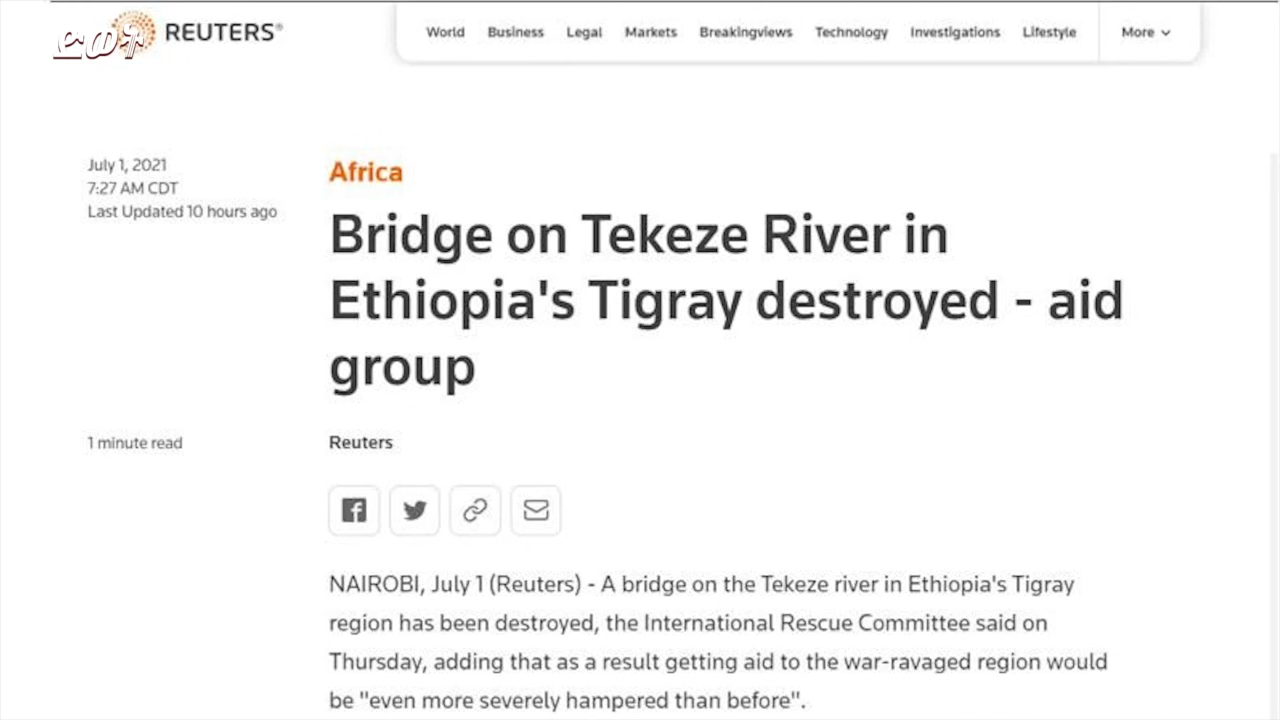 ርዕዮት
REUTERS®
World Business Legal Markets Breakingviews Technology Investigations Lifestyle More
July 1, 2021
7:27 AM CDT
Last Updated 10 hours ago
Africa
Bridge on Tekeze River in
Ethiopia's Tigray destroyed - aid
group
1 minute read
Reuters
NAIROBI, July 1 (Reuters) - A bridge on the Tekeze river in Ethiopia's Tigray
region has been destroyed, the International Rescue Committee said on
Thursday, adding that as a result getting aid to the war-ravaged region would
be "even more severely hampered than before".